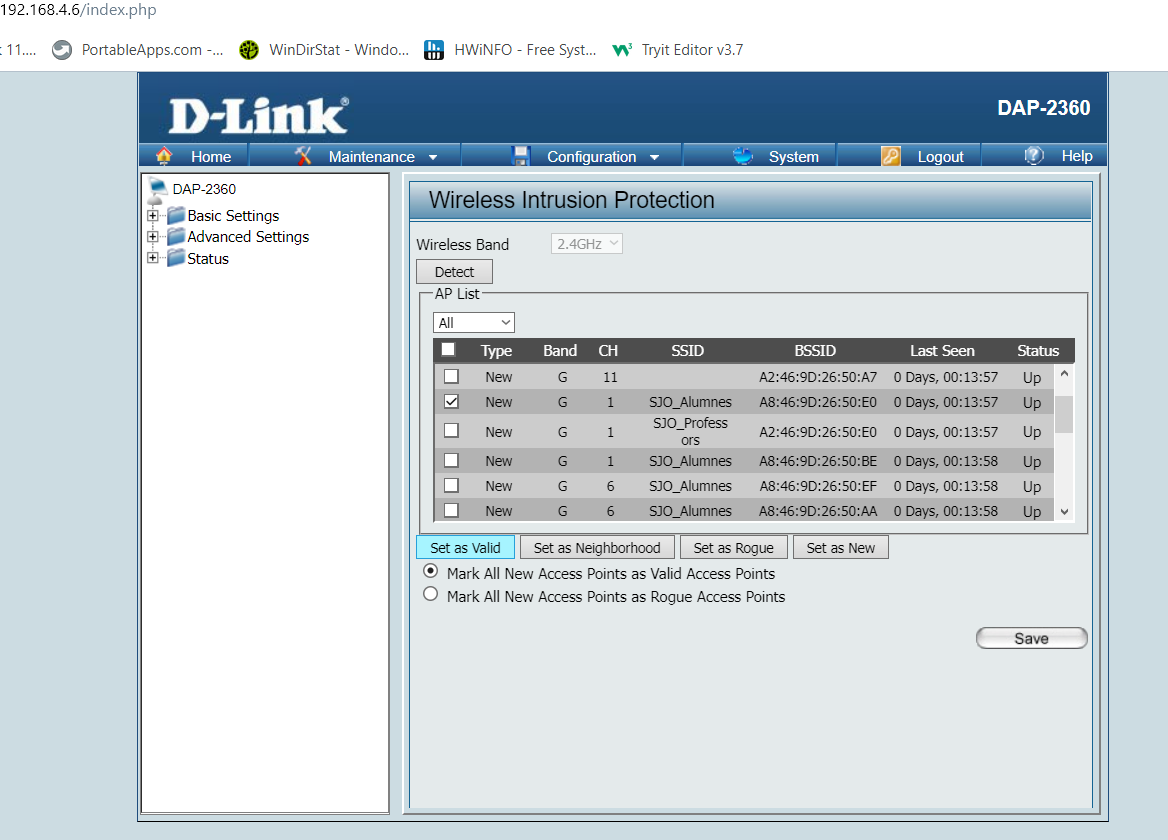 192.168.4.6/index.php
: 11.... PortableApps.com -... WinDirStat - Windo... HWiNFO - Free Syst... Tryit Editor v3.7
D-Link®
DAP-2360
Home Maintenance Configuration System Logout Help
DAP-2360
Basic Settings
Advanced Settings
Status
Wireless Intrusion Protection
Wireless Band 2.4GHz
Detect
AP List
All
Type Band CH SSID BSSID Last Seen Status
New G 11 A2:46:9D:26:50:A7 0 Days, 00:13:57 Up
New G 1 SJO_Alumnes A8:46:9D:26:50:E0 0 Days, 00:13:57 Up
New G 1 SJO_Profess
ors A2:46:9D:26:50:E0 0 Days, 00:13:57 Up
New G 1 SJO_Alumnes A8:46:9D:26:50:BE 0 Days, 00:13:58 Up
New G 6 SJO_Alumnes A8:46:9D:26:50:EF 0 Days, 00:13:58 Up
New G 6 SJO_Alumnes A8:46:9D:26:50:AA 0 Days, 00:13:58 Up
Set as Valid Set as Neighborhood Set as Rogue Set as New
Mark All New Access Points as Valid Access Points
Mark All New Access Points as Rogue Access Points
Save